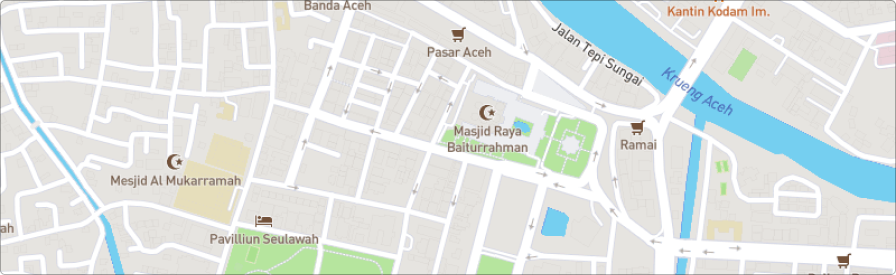 Banda Aceh
Kantin Kodam Im.
Pasar Aceh
Jalan Tepi Sungai
Krueng Aceh
Masjid Raya
Baiturrahman
Ramai
Mesjid Al Mukarramah
ah
Pavilliun Seulawah